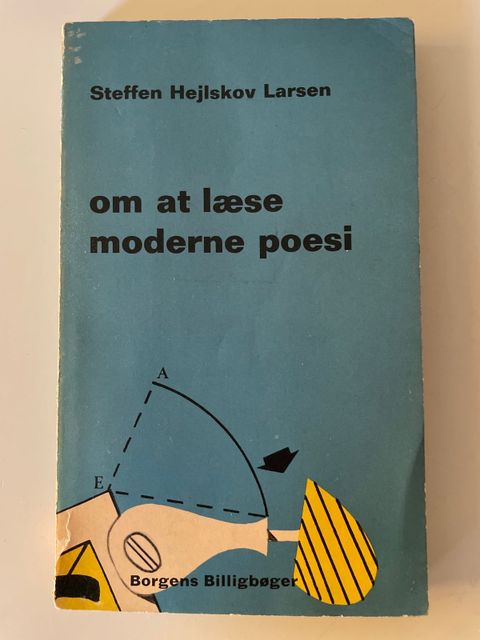 Steffen Hejlskov Larsen
om at læse
moderne poesi
A
E
Borgens Billigbøger